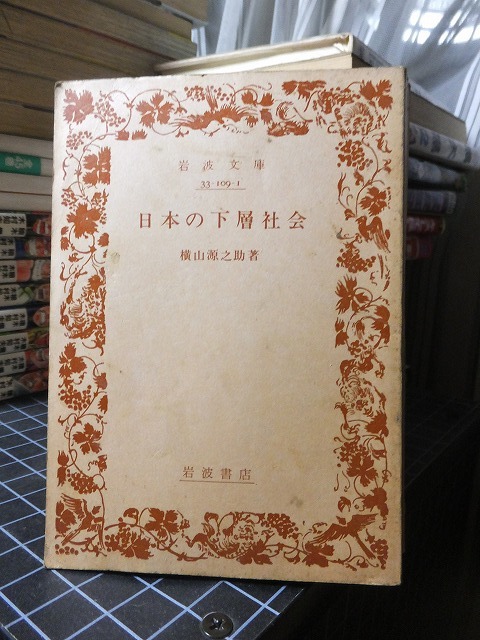 岩波文庫
33-109-1
日本の下層社会
横山源之助著
岩波書店